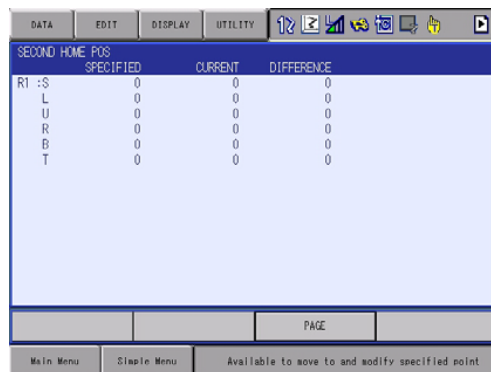 DATA EDIT DISPLAY UTILITY
SECOND HOME POS
SPECIFIED CURRENT DIFFERENCE
R1 :S 0 0 0
L 0 0 0
U 0 0 0
R 0 0 0
B 0 0 0
T 0 0 0
PAGE
Main Menu Simple Menu Available to move to and modify specified point